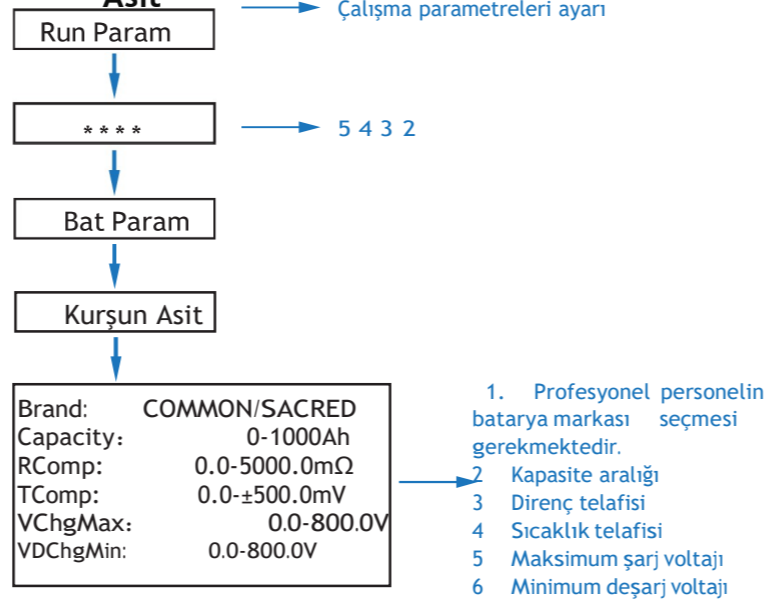 Asit
Çalışma parametreleri ayarı
Run Param
****
5 4 3 2
Bat Param
Kurşun Asit
Brand: COMMON/SACRED
Capacity: 0-1000Ah
RComp: 0.0-5000.0mΩ
TComp: 0.0-±500.0mV
VChgMax: 0.0-800.0V
VDChgMin: 0.0-800.0V
1. Profesyonel personelin
batarya markası seçmesi
gerekmektedir.
2 Kapasite aralığı
3 Direnç telafisi
4 Sıcaklık telafisi
5 Maksimum şarj voltajı
6 Minimum deşarj voltajı